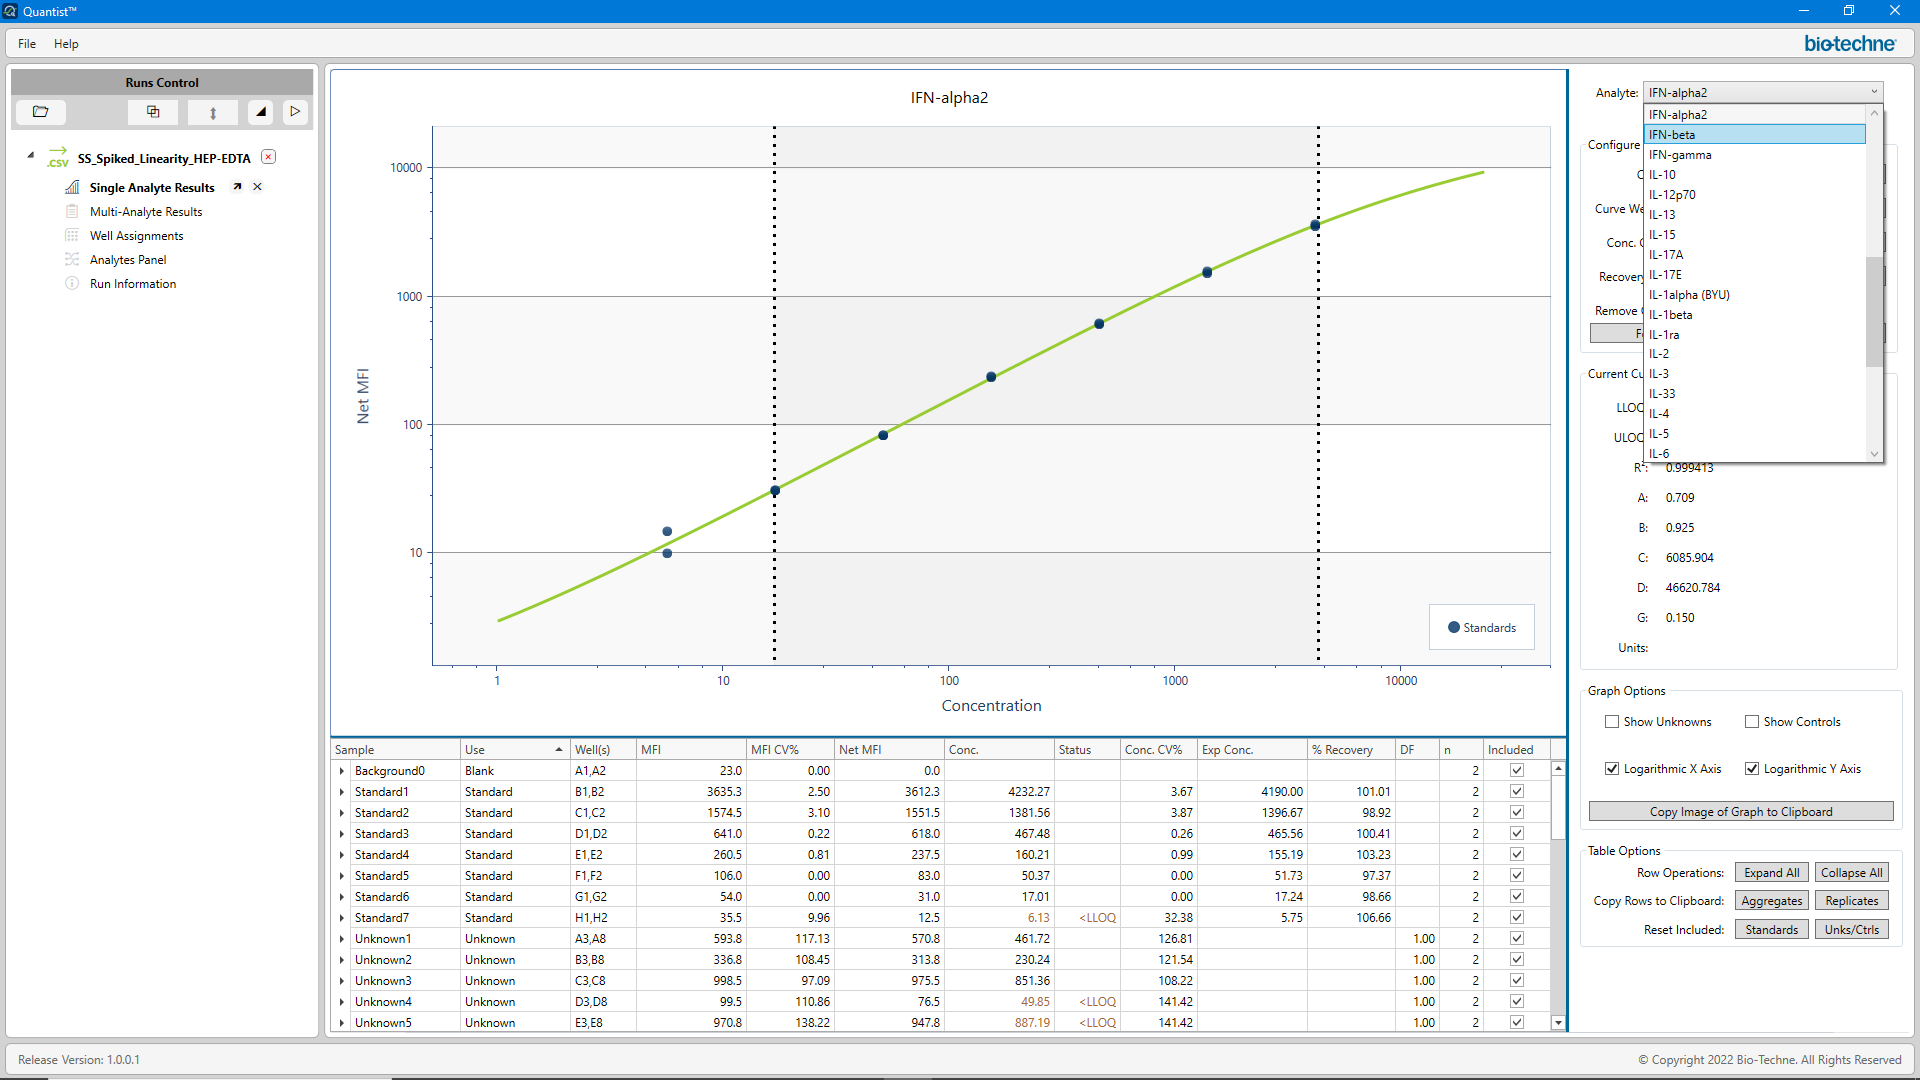 Quantist™
File Help
bio-techne
Runs Control
.CSV SS_Spiked_Linearity_HEP-EDTA
Single Analyte Results
Multi-Analyte Results
Well Assignments
Analytes Panel
Run Information
IFN-alpha2
Net MFI
10000
1000
100
10
Standards
1 10 100 1000 10000
Concentration
Analyte: IFN-alpha2
IFN-alpha2
IFN-beta
IFN-gamma
IL-10
IL-12p70
IL-13
IL-15
IL-17A
IL-17E
IL-1alpha (BYU)
IL-1beta
IL-1ra
IL-2
IL-3
IL-33
IL-4
IL-5
IL-6
Configure
Curve We
Conc. C
Recovery
Remove
Current Cu
LLOQ
ULOQ
R²: 0.999413
A: 0.709
B: 0.925
C: 6085.904
D: 46620.784
G: 0.150
Units:
Graph Options
Show Unknowns Show Controls
Logarithmic X Axis Logarithmic Y Axis
Copy Image of Graph to Clipboard
Table Options
Row Operations: Expand All Collapse All
Copy Rows to Clipboard: Aggregates Replicates
Reset Included: Standards Unks/Ctrls
Sample Use Well(s) MFI MFI CV% Net MFI Conc. Status Conc. CV% Exp Conc. % Recovery DF n Included
Background0 Blank A1,A2 23.0 0.00 0.0 2
Standard1 Standard B1,B2 3635.3 2.50 3612.3 4232.27 3.67 4190.00 101.01 2
Standard2 Standard C1,C2 1574.5 3.10 1551.5 1381.56 3.87 1396.67 98.92 2
Standard3 Standard D1,D2 641.0 0.22 618.0 467.48 0.26 465.56 100.41 2
Standard4 Standard E1,E2 260.5 0.81 237.5 160.21 0.99 155.19 103.23 2
Standard5 Standard F1,F2 106.0 0.00 83.0 50.37 0.00 51.73 97.37 2
Standard6 Standard G1,G2 54.0 0.00 31.0 17.01 0.00 17.24 98.66 2
Standard7 Standard H1,H2 35.5 9.96 12.5 6.13 <LLOQ 32.38 5.75 106.66 2
Unknown1 Unknown A3,A8 593.8 117.13 570.8 461.72 126.81 1.00 2
Unknown2 Unknown B3,B8 336.8 108.45 313.8 230.24 121.54 1.00 2
Unknown3 Unknown C3,C8 998.5 97.09 975.5 851.36 108.22 1.00 2
Unknown4 Unknown D3,D8 99.5 110.86 76.5 49.85 <LLOQ 141.42 1.00 2
Unknown5 Unknown E3,E8 970.8 138.22 947.8 887.19 <LLOQ 141.42 1.00 2
Release Version: 1.0.0.1
© Copyright 2022 Bio-Techne. All Rights Reserved